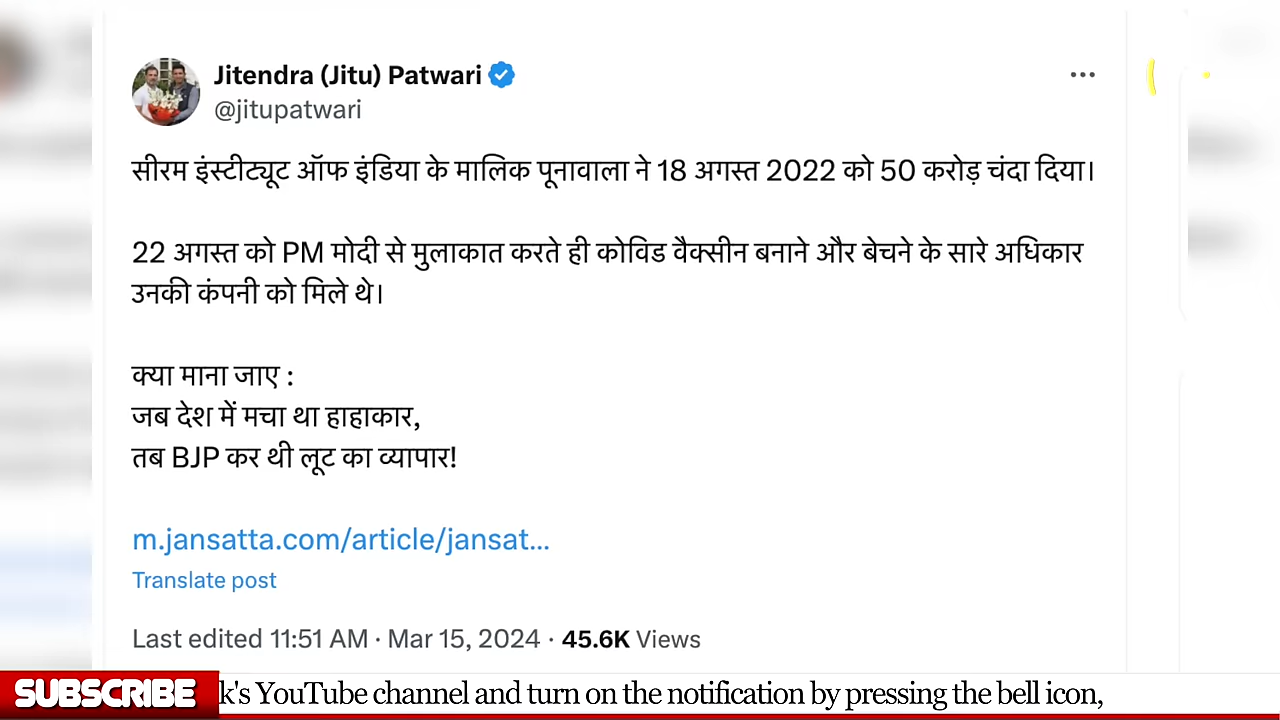 Jitendra (Jitu) Patwari
@jitupatwari
सीरम इंस्टीट्यूट ऑफ इंडिया के मालिक पूनावाला ने 18 अगस्त 2022 को 50 करोड़ चंदा दिया।
22 अगस्त को PM मोदी से मुलाकात करते ही कोविड वैक्सीन बनाने और बेचने के सारे अधिकार
उनकी कंपनी को मिले थे।
क्या माना जाए :
जब देश में मचा था हाहाकार,
तब BJP कर थी लूट का व्यापार!
m.jansatta.com/article/jansat...
Translate post
Last edited 11:51 AM · Mar 15, 2024 · 45.6K Views
SUBSCRIBE k's YouTube channel and turn on the notification by pressing the bell icon,